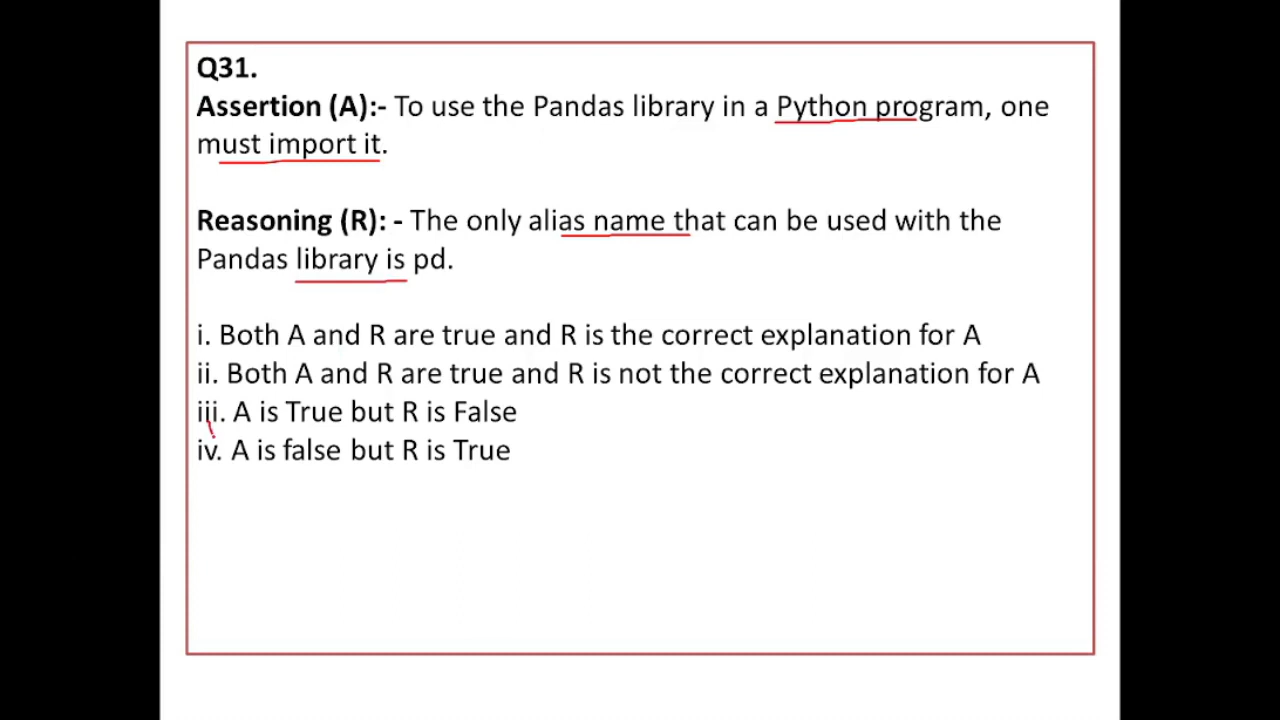 Q31.
Assertion (A):- To use the Pandas library in a Python program, one
must import it.
Reasoning (R): - The only alias name that can be used with the
Pandas library is pd.
i. Both A and R are true and R is the correct explanation for A
ii. Both A and R are true and R is not the correct explanation for A
iii. A is True but R is False
iv. A is false but R is True